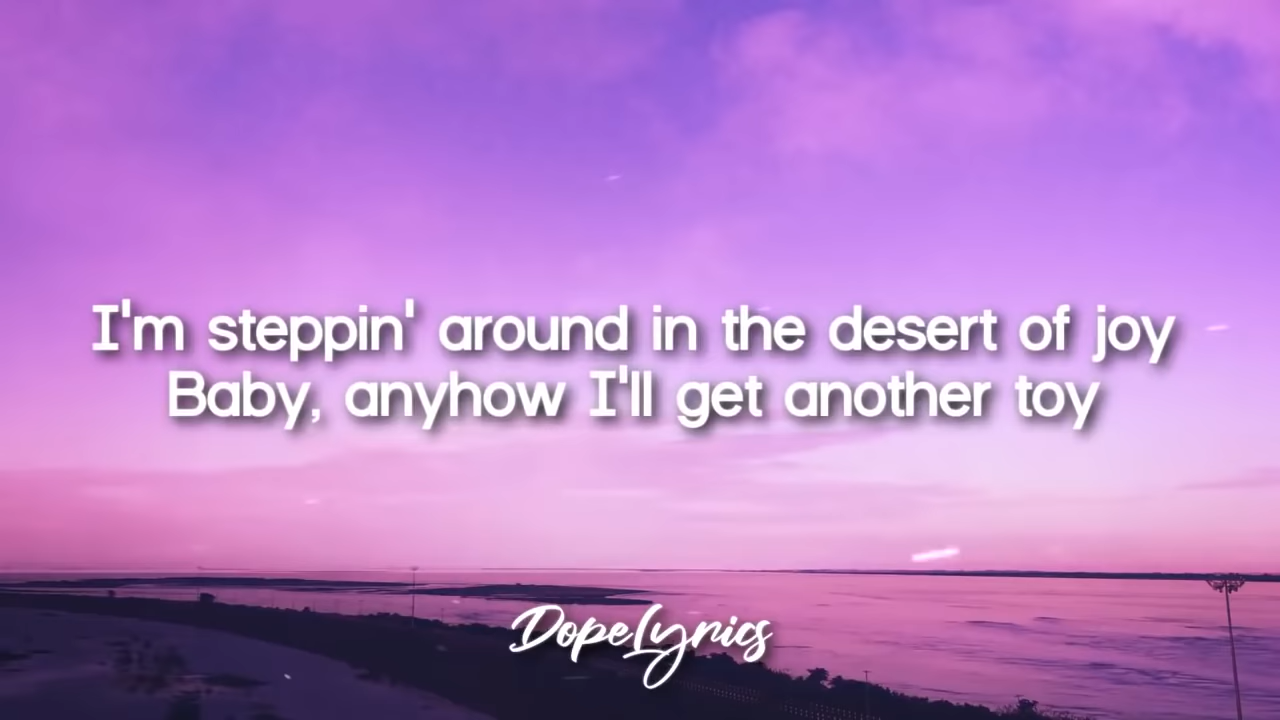 I'm steppin' around in the desert of joy
Baby, anyhow I'll get another toy
DopeLyrics